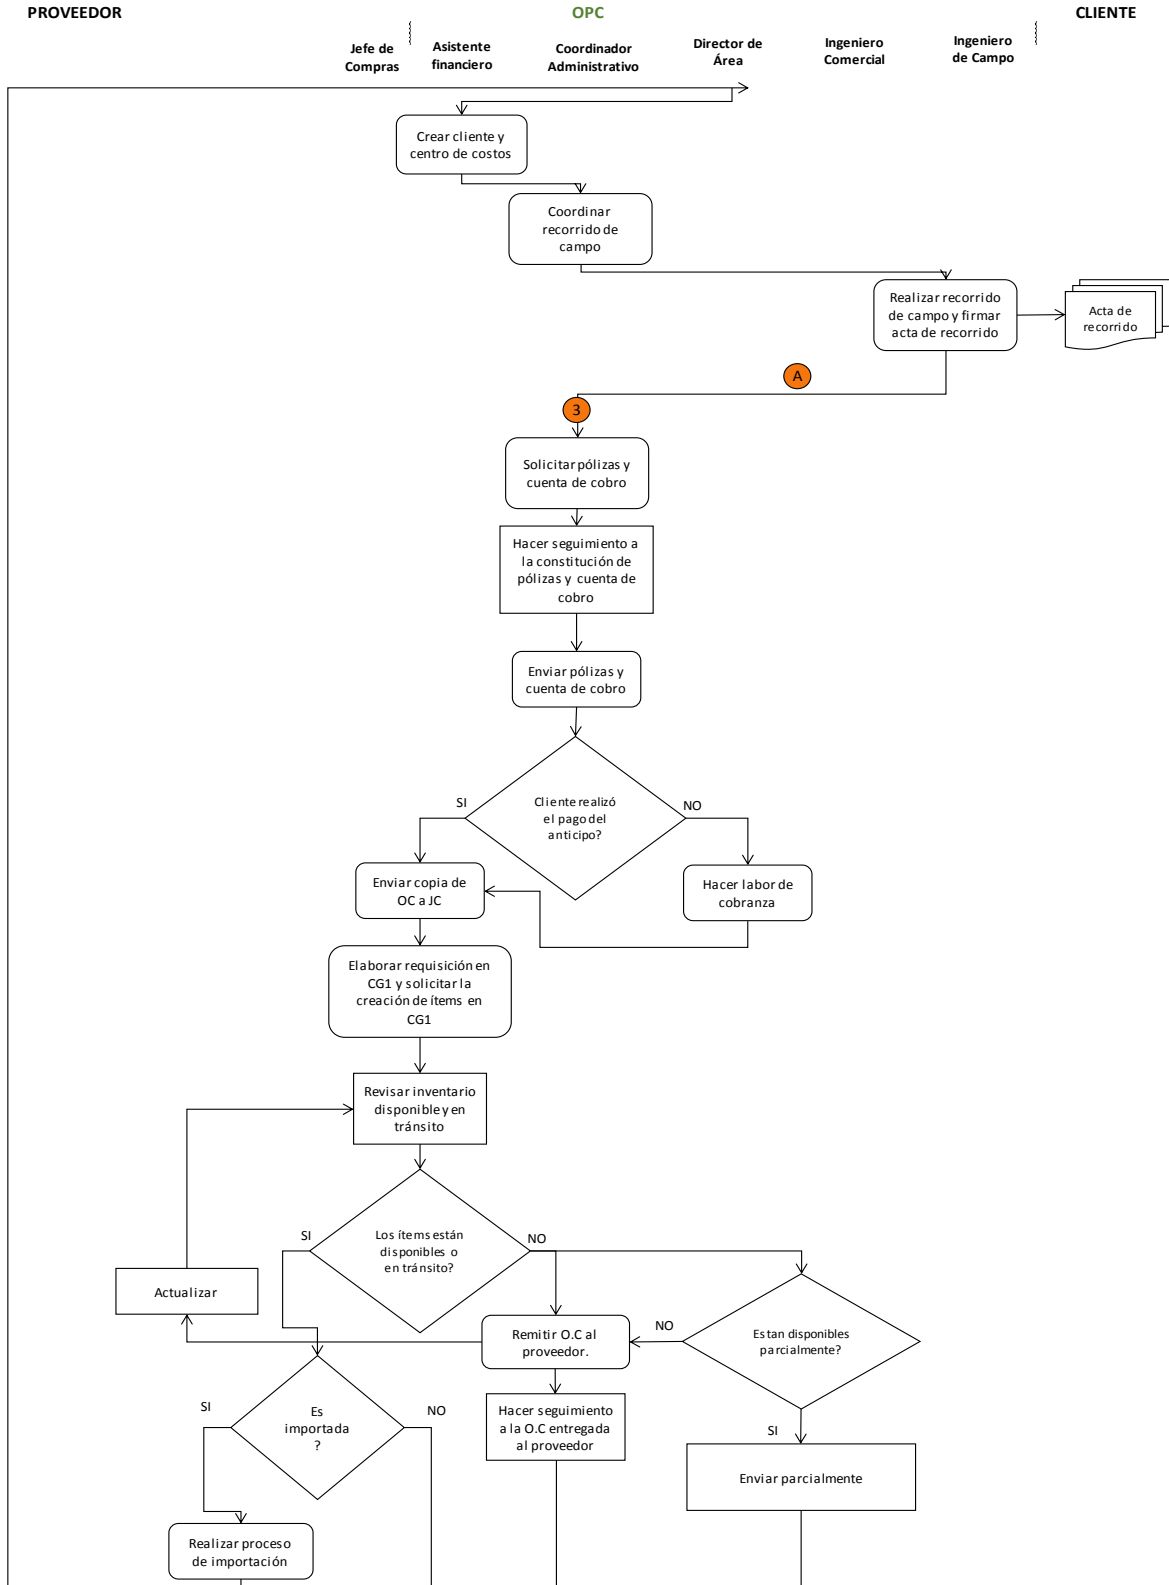 PROVEEDOR
OPC
CLIENTE
Jefe de
Compras
Asistente
financiero
Coordinador
Administrativo
Director de
Área
Ingeniero
Comercial
Ingeniero
de Campo
Crear cliente y
centro de costos
Coordinar
recorrido de
campo
Realizar recorrido
de campo y firmar
acta de recorrido
Acta de
recorrido
A
3
Solicitar pólizas y
cuenta de cobro
Hacer seguimiento a
la constitución de
pólizas y cuenta de
cobro
Enviar pólizas y
cuenta de cobro
Cliente realizó
el pago del
anticipo?
SI
NO
Enviar copia de
OC a JC
Hacer labor de
cobranza
Elaborar requisición en
CG1 y solicitar la
creación de ítems en
CG1
Revisar inventario
disponible y en
tránsito
Los ítems están
disponibles o
en tránsito?
SI
NO
Actualizar
Remitir O.C al
proveedor.
NO
Estan disponibles
parcialmente?
SI
Es
importada
?
SI
NO
Hacer seguimiento
a la O.C entregada
al proveedor
Enviar parcialmente
Realizar proceso
de importación